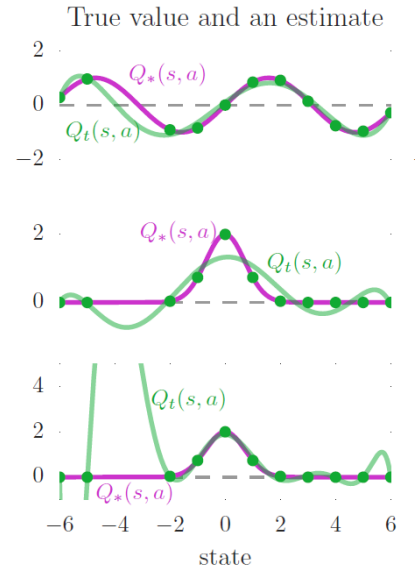 True value and an estimate
2
Q*(s, a)
0
Qt(s, a)
−2
2
Q*(s, a)
Qt(s, a)
0
4
Qt(s, a)
2
0
Q*(s, a)
−6 −4 −2 0 2 4 6
state